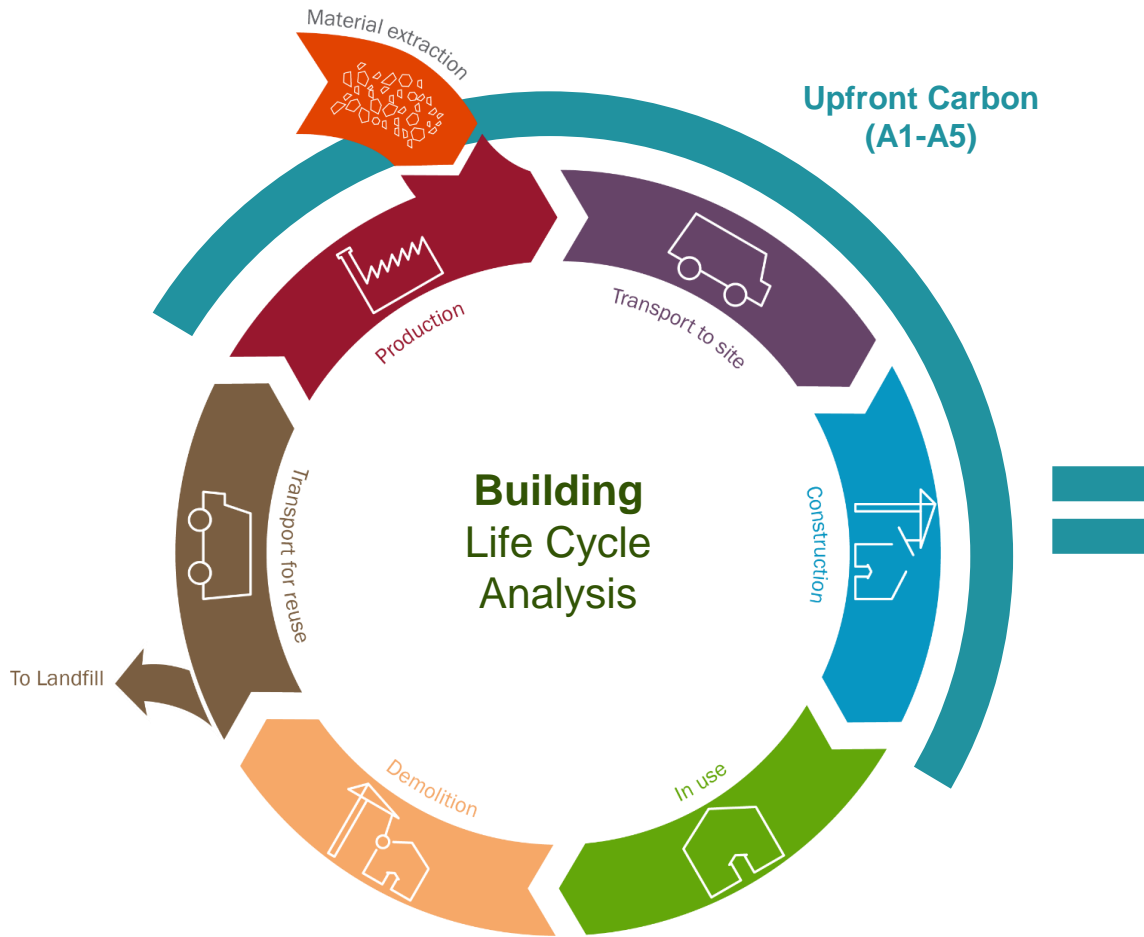 Material extraction
Upfront Carbon
(A1-A5)
Production
Transport to site
Construction
Building
Life Cycle
Analysis
Transport for reuse
To Landfill
Demolition
In use